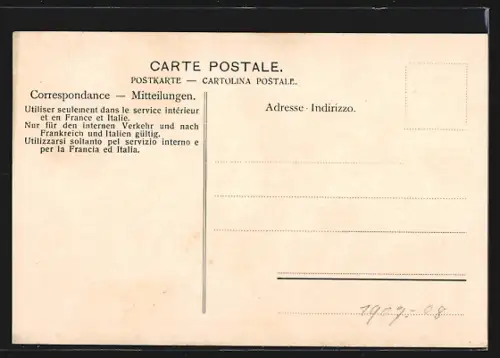 CARTE POSTALE.
POSTKARTE — CARTOLINA POSTALE.
Correspondance — Mitteilungen.
Utiliser seulement dans le service intérieur
et en France et Italie.
Nur für den internen Verkehr und nach
Frankreich und Italien gültig.
Utilizzarsi soltanto pel servizio interno e
per la Francia ed Italia.
Adresse - Indirizzo.
1907-08